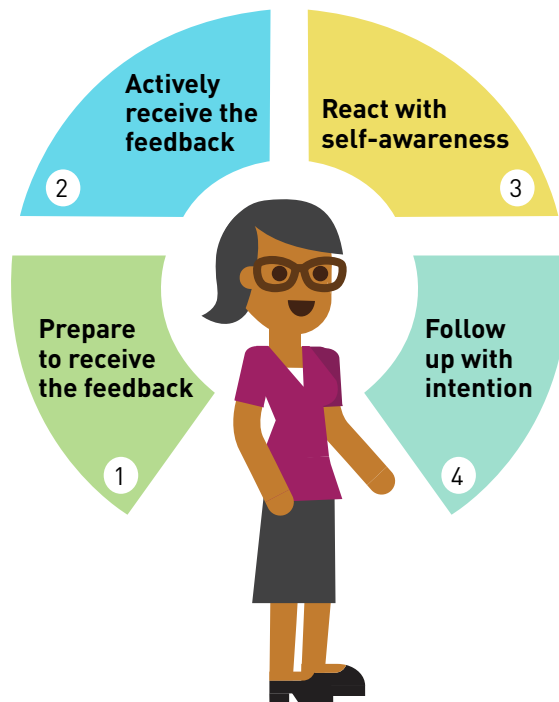 Prepare
to receive
the feedback
1
Actively
receive the
feedback
2
React with
self-awareness
3
Follow
up with
intention
4